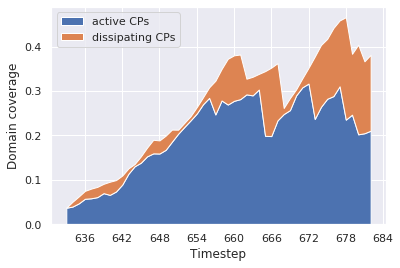 active CPs
dissipating CPs
Domain coverage
0.4
0.3
0.2
0.1
0.0
636 642 648 654 660 666 672 678 684
Timestep